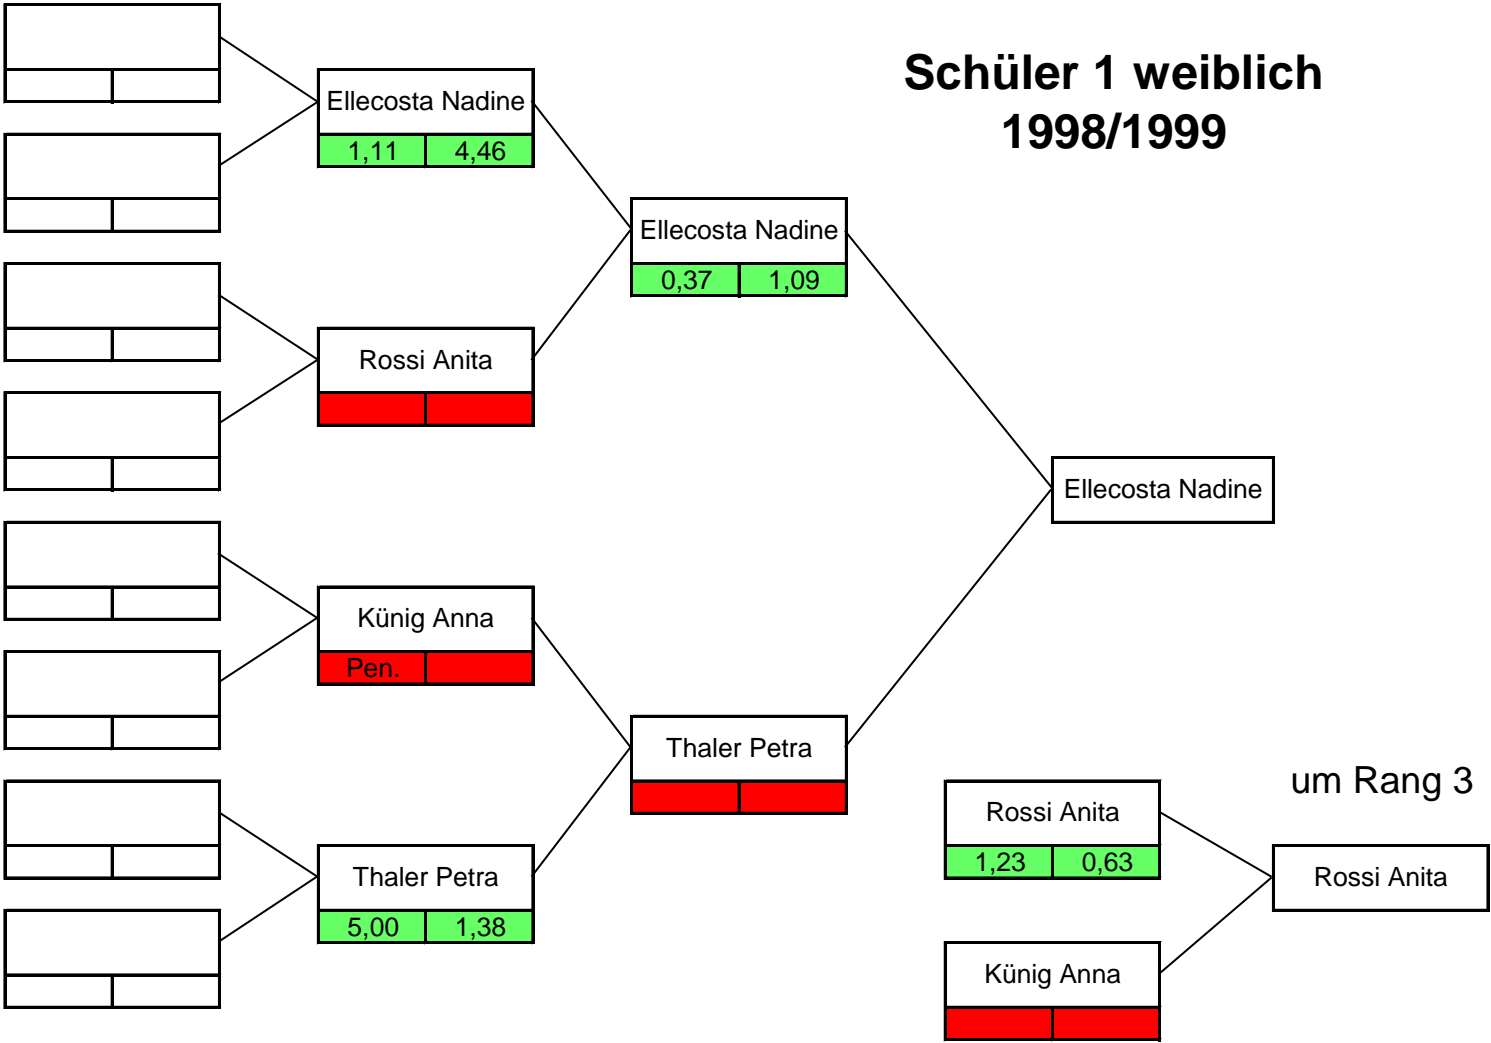 Schüler 1 weiblich
1998/1999
Ellecosta Nadine
1,11 4,46
Ellecosta Nadine
0,37 1,09
Rossi Anita
Ellecosta Nadine
Künig Anna
Pen.
Thaler Petra
um Rang 3
Rossi Anita
1,23 0,63
Rossi Anita
Thaler Petra
5,00 1,38
Künig Anna